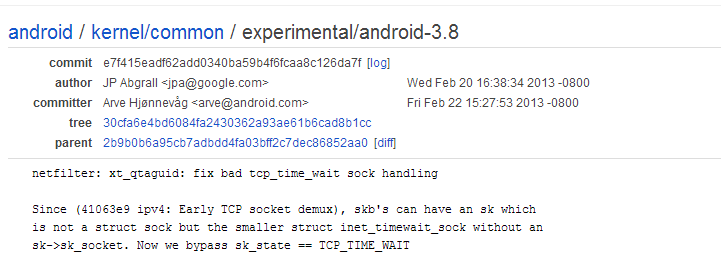 android / kernel/common / experimental/android-3.8
commit e7f415eadf62add0340ba59b4f6fcaa8c126da7f [log]
author JP Abgrall <jpa@google.com> Wed Feb 20 16:38:34 2013 -0800
committer Arve Hjønnevåg <arve@android.com> Fri Feb 22 15:27:53 2013 -0800
tree 30cfa6e4bd6084fa2430362a93ae61b6cad8b1cc
parent 2b9b0b6a95cb7adbdd4fa03bff2c7dec86852aa0 [diff]
netfilter: xt_qtaguid: fix bad tcp_time_wait sock handling
Since (41063e9 ipv4: Early TCP socket demux), skb's can have an sk which
is not a struct sock but the smaller struct inet_timewait_sock without an
sk->sk_socket. Now we bypass sk_state == TCP_TIME_WAIT